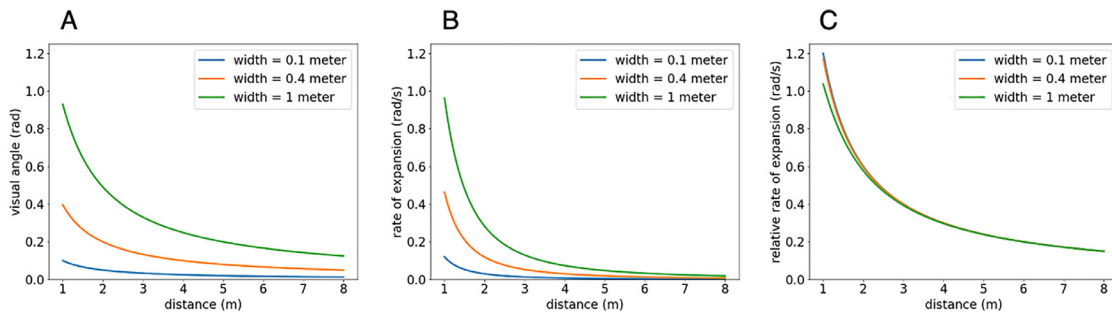 A
visual angle (rad)
1.2
1.0
0.8
0.6
0.4
0.2
0.0
width = 0.1 meter
width = 0.4 meter
width = 1 meter
1 2 3 4 5 6 7 8
distance (m)
B
rate of expansion (rad/s)
1.2
1.0
0.8
0.6
0.4
0.2
0.0
width = 0.1 meter
width = 0.4 meter
width = 1 meter
1 2 3 4 5 6 7 8
distance (m)
C
relative rate of expansion (rad/s)
1.2
1.0
0.8
0.6
0.4
0.2
0.0
width = 0.1 meter
width = 0.4 meter
width = 1 meter
1 2 3 4 5 6 7 8
distance (m)